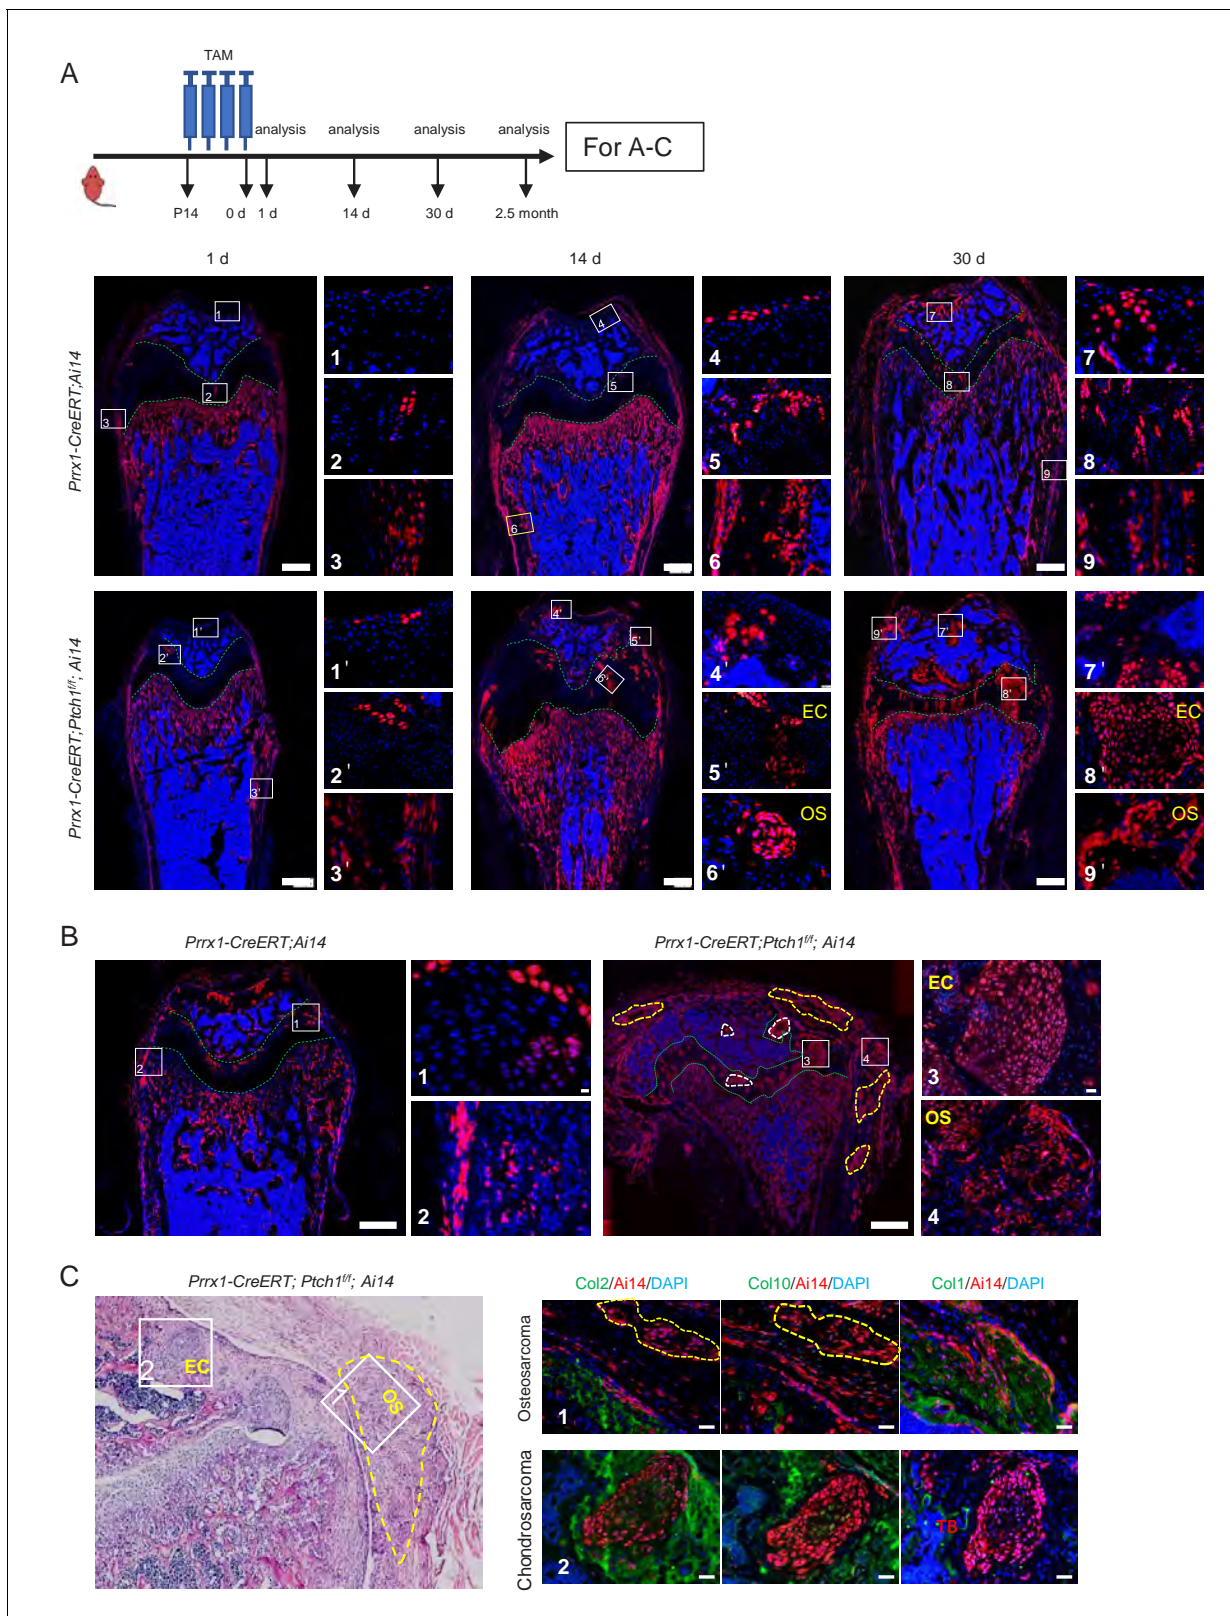 A
TAM
analysis analysis analysis analysis
For A-C
P14 0 d 1 d 14 d 30 d 2.5 month
1 d 14 d 30 d
Prrx1-CreERT;Ai14
1
2
3
1
2
3
4
5
6
4
5
6
7
8
9
7
8
9
Prrx1-CreERT;Ptch1f/f; Ai14
1'
2'
3'
1'
2'
3'
4'
5'
6'
4'
EC
5'
OS
6'
9'
7'
8'
7'
EC
8'
OS
9'
B
Prrx1-CreERT;Ai14
Prrx1-CreERT;Ptch1f/f; Ai14
1
2
1
2
3
4
EC
3
OS
4
C
Prrx1-CreERT; Ptch1f/f; Ai14
2
EC
1
OS
Col2/Ai14/DAPI Col10/Ai14/DAPI Col1/Ai14/DAPI
Osteosarcoma
1
Chondrosarcoma
2
TB